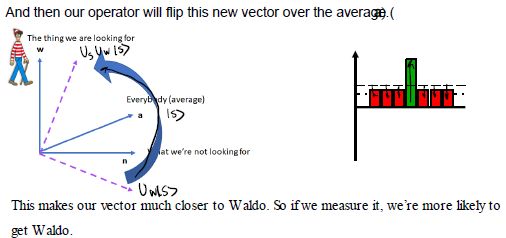 And then our operator will flip this new vector over the average.(
The thing we are looking for
w
UₛU_w|s>
Everybody (average)
a
|s>
at we're not looking for
n
U_w|s>
This makes our vector much closer to Waldo. So if we measure it, we're more likely to
get Waldo.